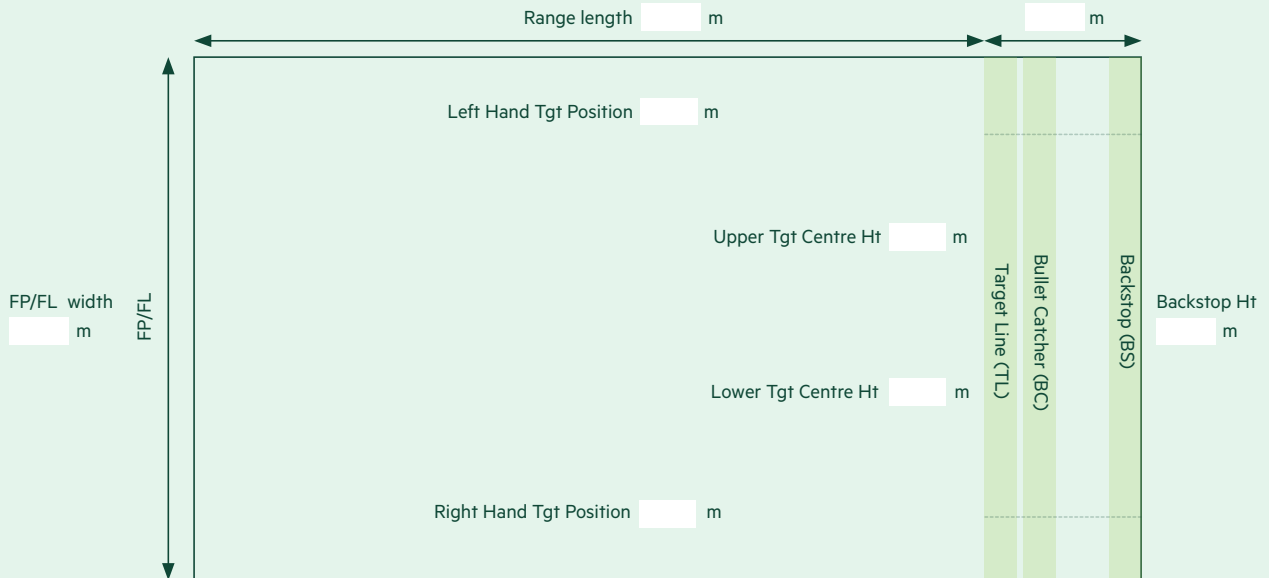 Range length m
m
Left Hand Tgt Position m
Upper Tgt Centre Ht m
FP/FL width
m
FP/FL
Target Line (TL)
Bullet Catcher (BC)
Backstop (BS)
Backstop Ht
m
Lower Tgt Centre Ht m
Right Hand Tgt Position m